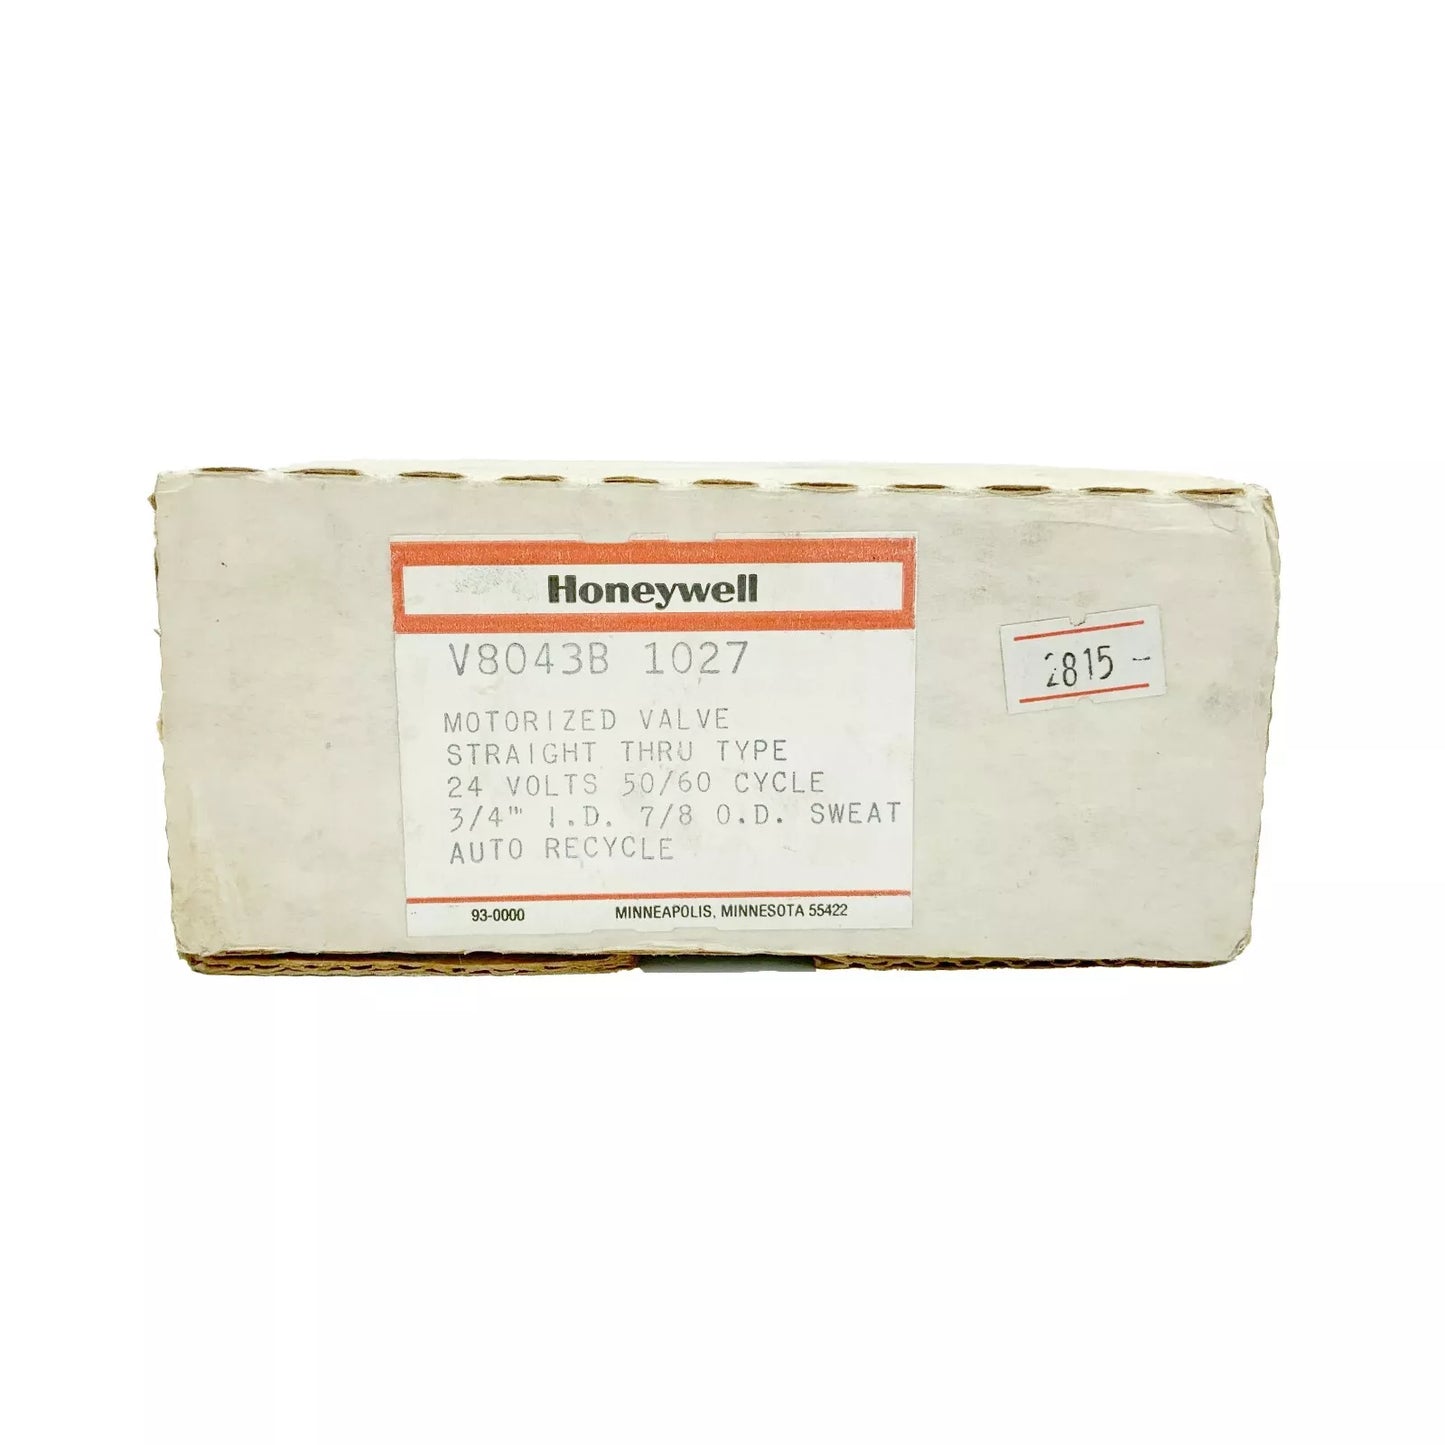 Honeywell
V8043B 1027
2815 –
MOTORIZED VALVE
STRAIGHT THRU TYPE
24 VOLTS 50/60 CYCLE
3/4"' I.D. 7/8 O.D. SWEAT
AUTO RECYCLE
93-0000 MINNEAPOLIS, MINNESOTA 55422